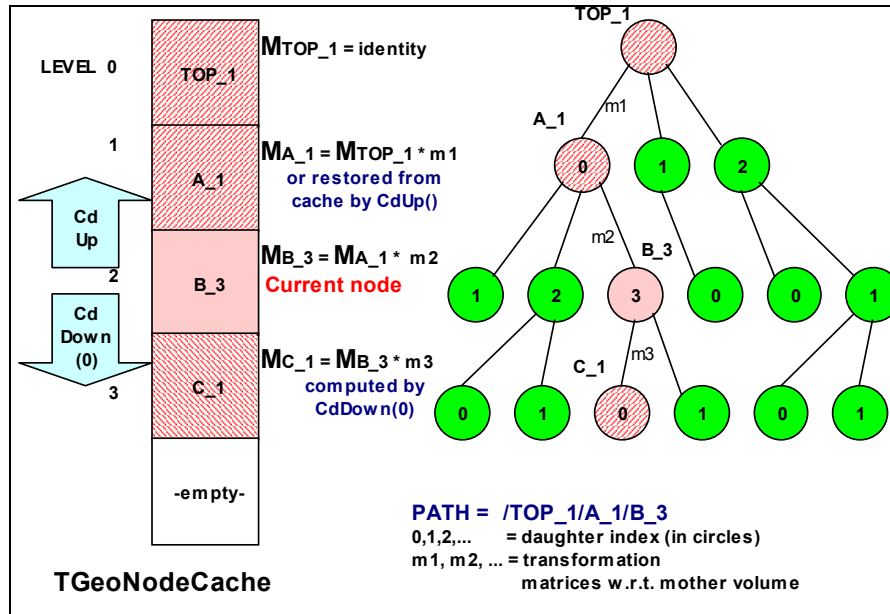 LEVEL 0
TOP_1
MTOP_1 = identity
1
A_1
MA_1 = MTOP_1 * m1
or restored from
cache by CdUp()
Cd
Up
2
B_3
MB_3 = MA_1 * m2
Current node
Cd
Down
(0)
3
C_1
MC_1 = MB_3 * m3
computed by
CdDown(0)
-empty-
TGeoNodeCache
TOP_1
m1
A_1
0
1
2
m2
B_3
1
2
3
0
0
1
m3
C_1
0
1
0
1
0
1
PATH = /TOP_1/A_1/B_3
0,1,2,... = daughter index (in circles)
m1, m2, ... = transformation
matrices w.r.t. mother volume